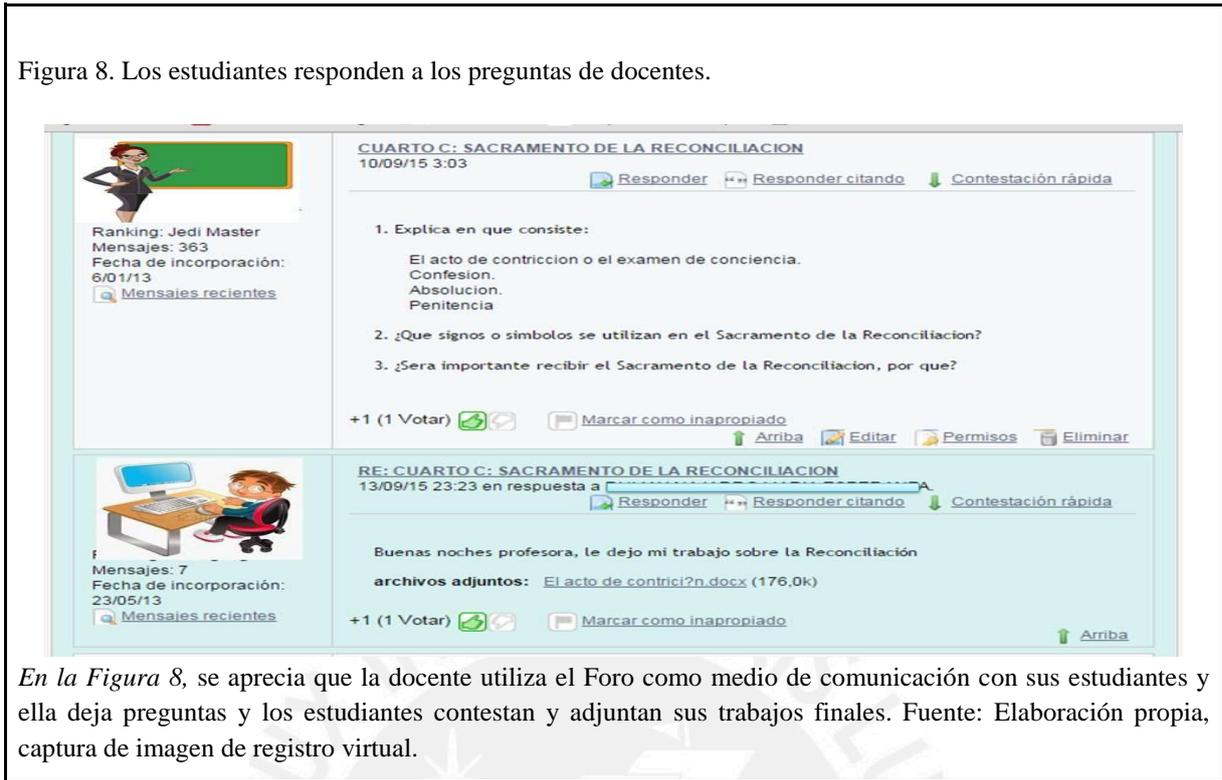 Figura 8. Los estudiantes responden a los preguntas de docentes.
CUARTO C: SACRAMENTO DE LA RECONCILIACION
10/09/15 3:03
Responder Responder citando Contestación rápida
Ranking: Jedi Master
Mensajes: 363
Fecha de incorporación:
6/01/13
Mensajes recientes
1. Explica en que consiste:
El acto de contriccion o el examen de conciencia.
Confesion.
Absolucion.
Penitencia
2. ¿Que signos o simbolos se utilizan en el Sacramento de la Reconciliacion?
3. ¿Sera importante recibir el Sacramento de la Reconciliacion, por que?
+1 (1 Votar) Marcar como inapropiado
Arriba Editar Permisos Eliminar
RE: CUARTO C: SACRAMENTO DE LA RECONCILIACION
13/09/15 23:23 en respuesta a
Responder Responder citando Contestación rápida
Mensajes: 7
Fecha de incorporación:
23/05/13
Mensajes recientes
Buenas noches profesora, le dejo mi trabajo sobre la Reconciliación
archivos adjuntos: El acto de contrici?n.docx (176,0k)
+1 (1 Votar) Marcar como inapropiado
Arriba
En la Figura 8, se aprecia que la docente utiliza el Foro como medio de comunicación con sus estudiantes y
ella deja preguntas y los estudiantes contestan y adjuntan sus trabajos finales. Fuente: Elaboración propia,
captura de imagen de registro virtual.